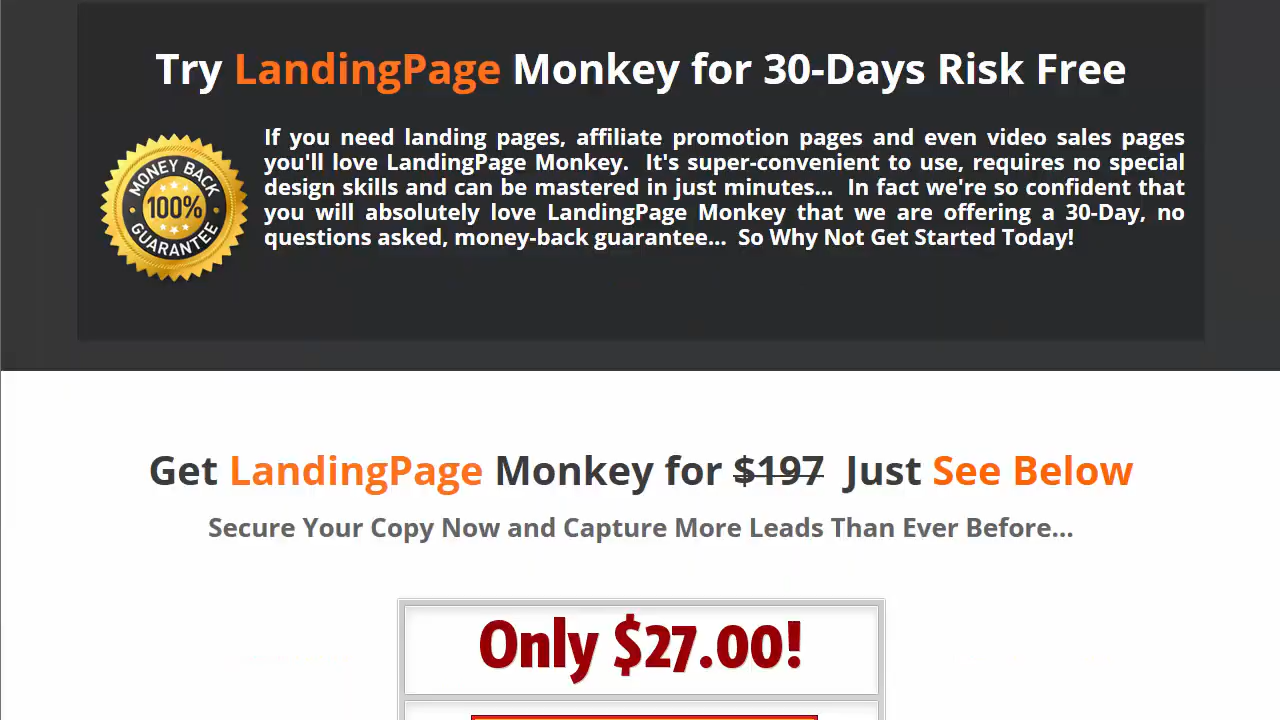 Try LandingPage Monkey for 30-Days Risk Free
If you need landing pages, affiliate promotion pages and even video sales pages
you'll love LandingPage Monkey. It's super-convenient to use, requires no special
design skills and can be mastered in just minutes... In fact we're so confident that
you will absolutely love LandingPage Monkey that we are offering a 30-Day, no
questions asked, money-back guarantee... So Why Not Get Started Today!
MONEY BACK
100%
GUARANTEE
Get LandingPage Monkey for $197 Just See Below
Secure Your Copy Now and Capture More Leads Than Ever Before...
Only $27.00!